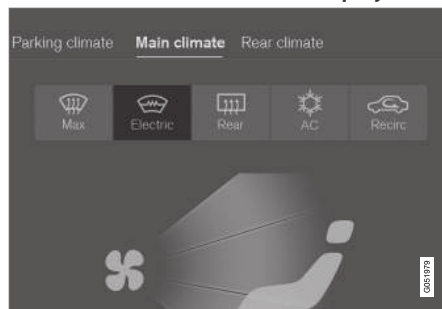 Parking climate Main climate Rear climate
Max Electric Rear AC Recirc
G051979